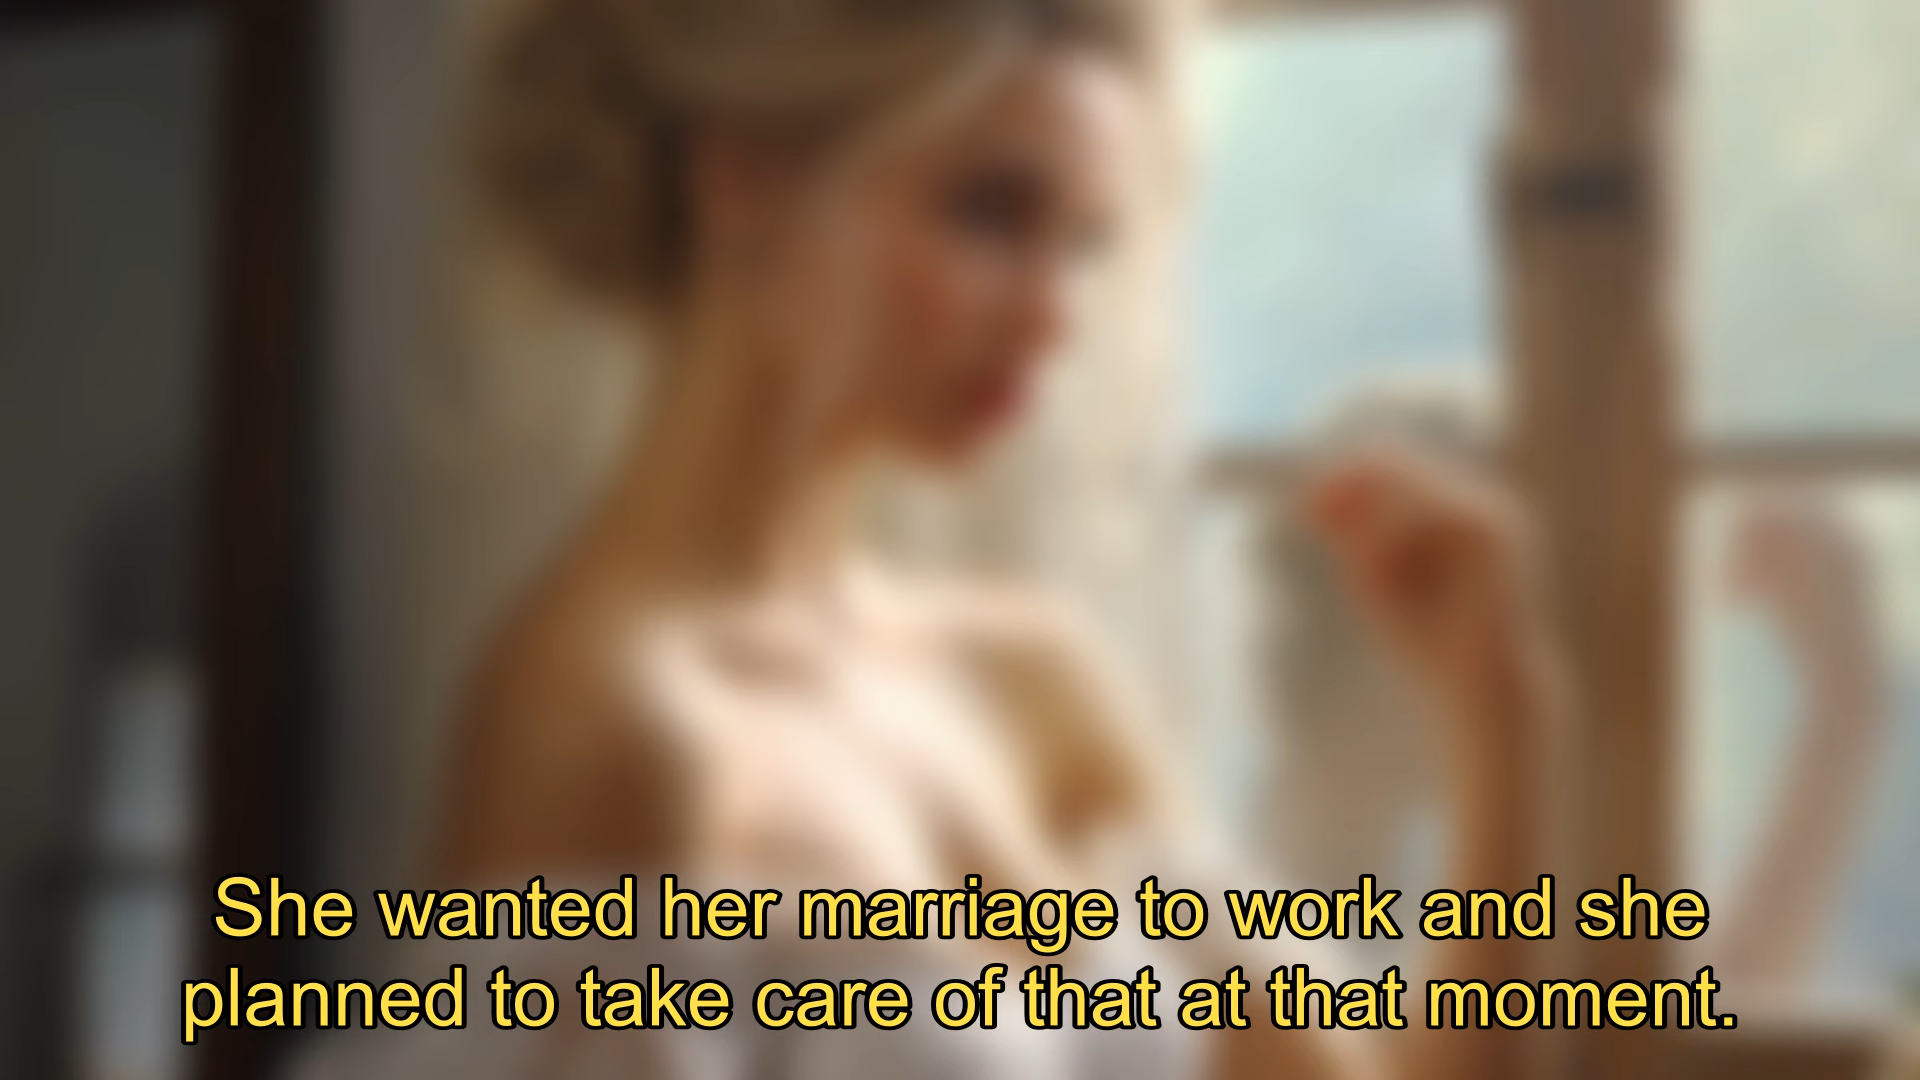 She wanted her marriage to work and she
planned to take care of that at that moment.